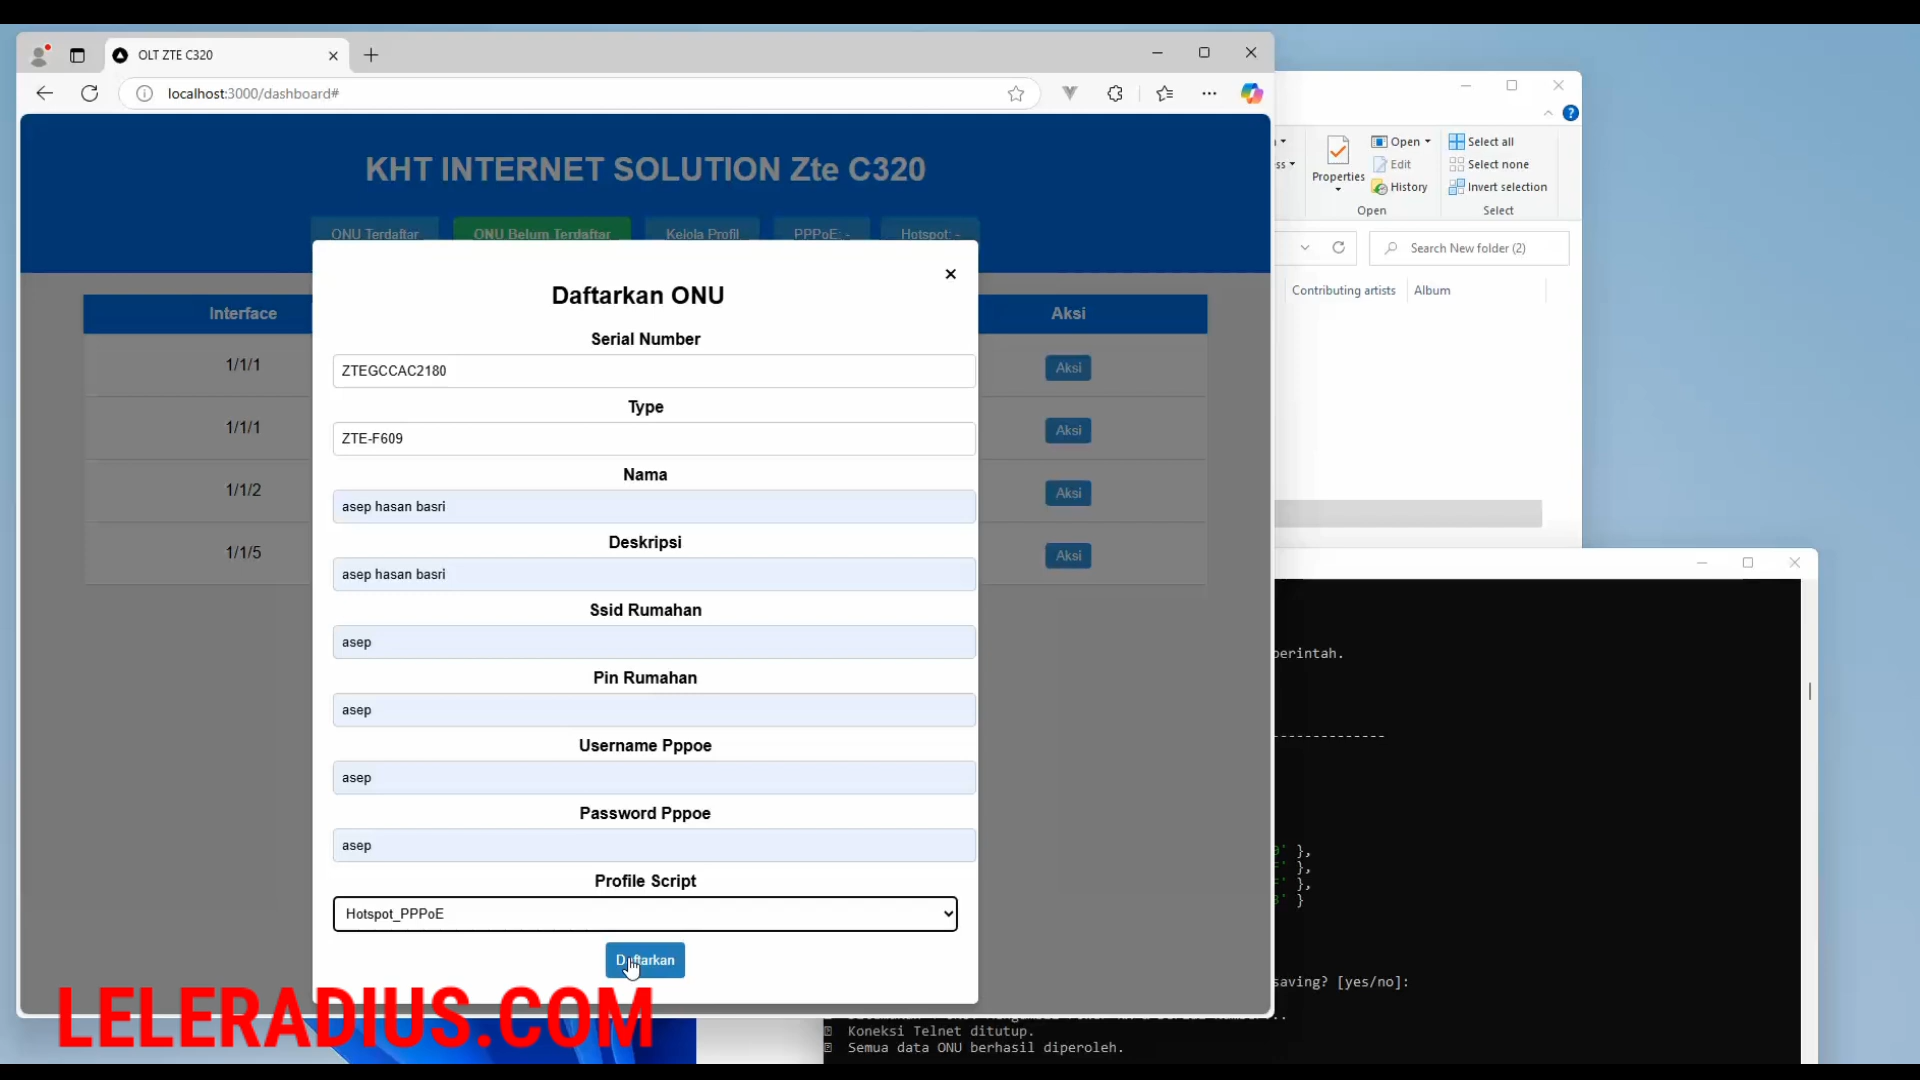 OLT ZTE C320
localhost:3000/dashboard#
KHT INTERNET SOLUTION Zte C320
ONU Terdaftar
ONU Belum Terdaftar
Kelola Profil
PPPoE: -
Hotspot: -
Interface
Aksi
1/1/1
Aksi
1/1/1
Aksi
1/1/2
Aksi
1/1/5
Aksi
Daftarkan ONU
Serial Number
ZTEGCCAC2180
Type
ZTE-F609
Nama
asep hasan basri
Deskripsi
asep hasan basri
Ssid Rumahan
asep
Pin Rumahan
asep
Username Pppoe
asep
Password Pppoe
asep
Profile Script
Hotspot_PPPoE
Daftarkan
Properties
Open
Edit
History
Open
Select all
Select none
Invert selection
Select
Search New folder (2)
Contributing artists
Album
perintah.
--------------
' },
' },
' },
' }
saving? [yes/no]:
Koneksi Telnet ditutup.
Semua data ONU berhasil diperoleh.
LELERADIUS.COM